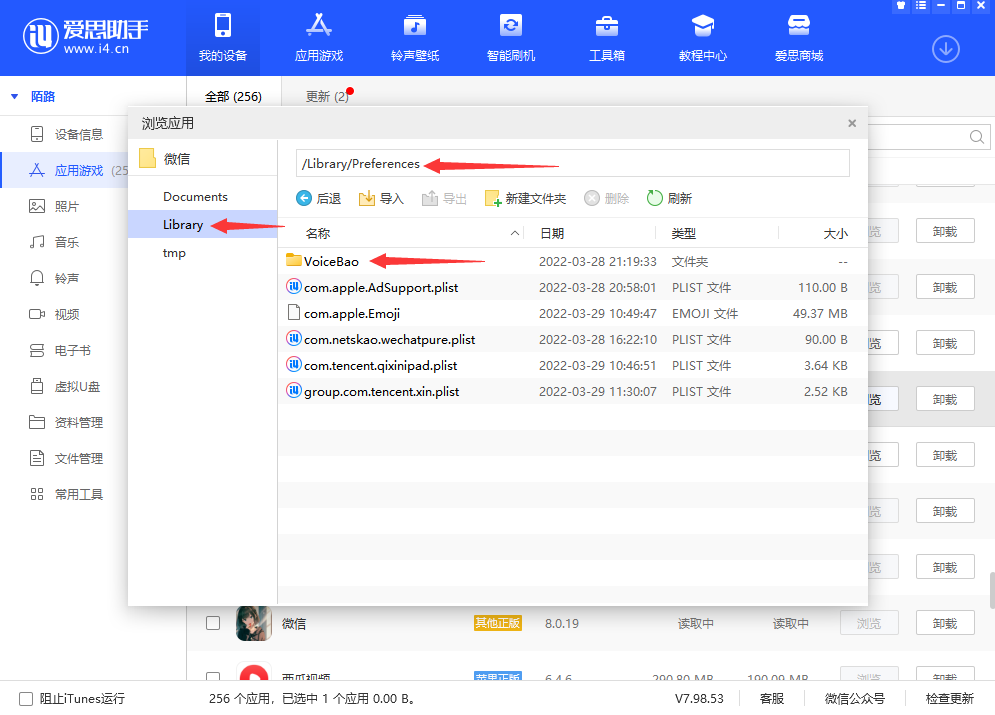 爱思助手
www.i4.cn
我的设备
应用游戏
铃声壁纸
智能刷机
工具箱
教程中心
爱思商城
陌路
全部 (256)
更新 (2)
设备信息
应用游戏 (25
照片
音乐
铃声
视频
电子书
虚拟U盘
资料管理
文件管理
常用工具
浏览应用
微信
Documents
Library
tmp
/Library/Preferences
后退 导入 导出 新建文件夹 删除 刷新
名称 日期 类型 大小
VoiceBao 2022-03-28 21:19:33 文件夹 --
com.apple.AdSupport.plist 2022-03-28 20:58:01 PLIST 文件 110.00 B
com.apple.Emoji 2022-03-29 10:49:47 EMOJI 文件 49.37 MB
com.netskao.wechatpure.plist 2022-03-28 16:22:10 PLIST 文件 90.00 B
com.tencent.qixinipad.plist 2022-03-29 10:46:51 PLIST 文件 3.64 KB
group.com.tencent.xin.plist 2022-03-29 11:30:07 PLIST 文件 2.52 KB
览 卸载
览 卸载
览 卸载
览 卸载
览 卸载
览 卸载
览 卸载
微信 其他正版 8.0.19 读取中 读取中 浏览 卸载
西瓜视频 苹果正版 6.4.6 290.80 MB 190.09 MB 浏览 卸载
阻止iTunes运行
256 个应用，已选中 1 个应用 0.00 B。
V7.98.53
客服
微信公众号
检查更新